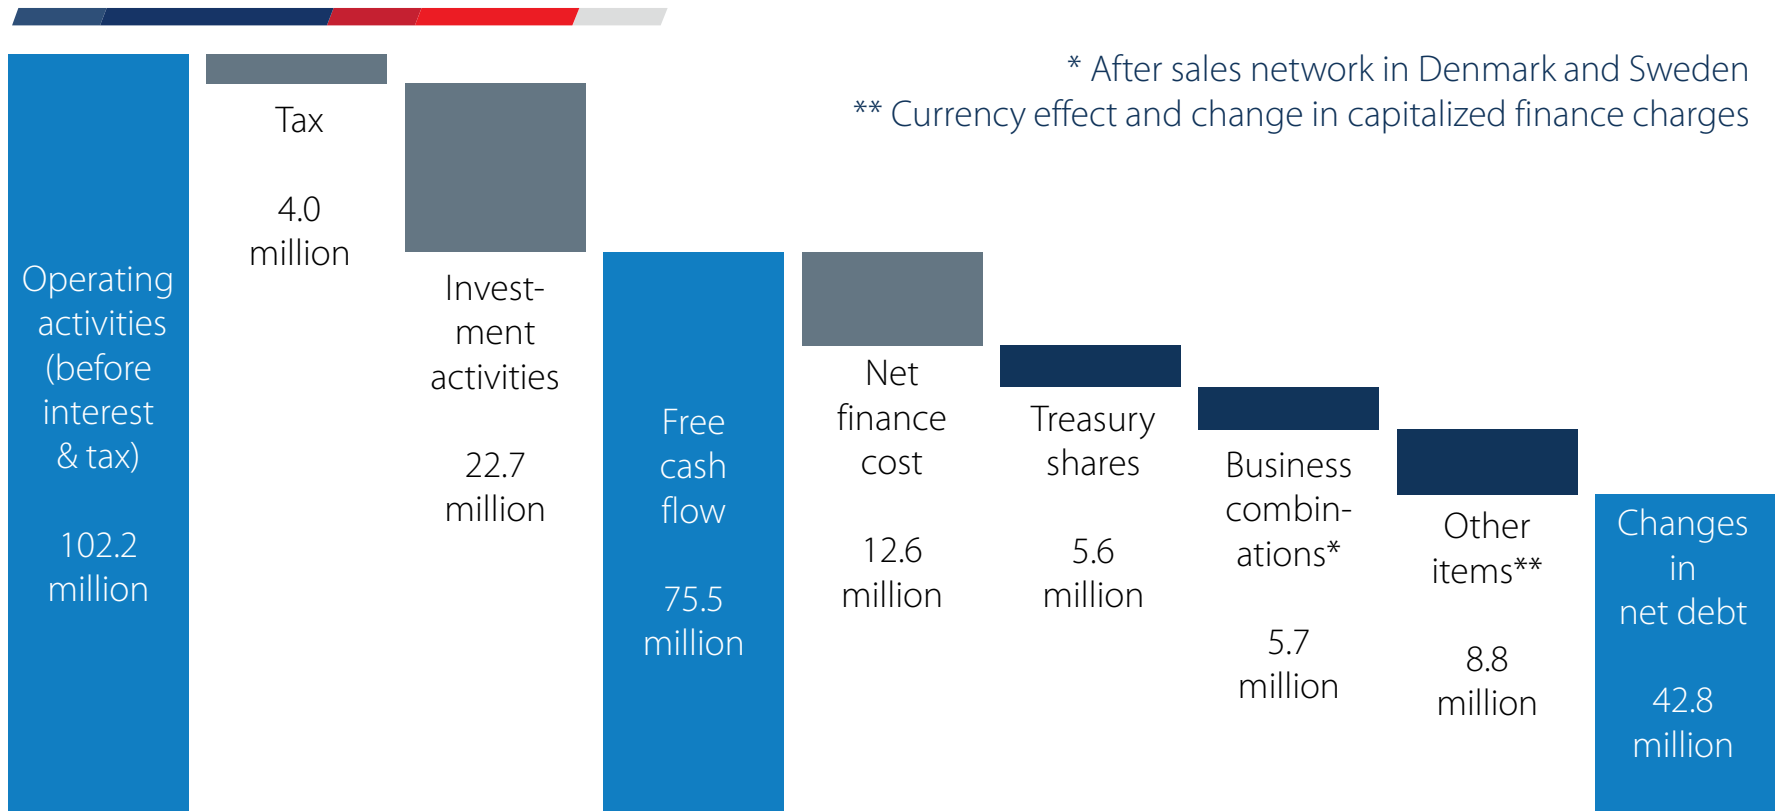 * After sales network in Denmark and Sweden
** Currency effect and change in capitalized finance charges
Operating
activities
(before
interest
& tax)
102.2
million
Tax
4.0
million
Invest-
ment
activities
22.7
million
Free
cash
flow
75.5
million
Net
finance
cost
12.6
million
Treasury
shares
5.6
million
Business
combin-
ations*
5.7
million
Other
items**
8.8
million
Changes
in
net debt
42.8
million